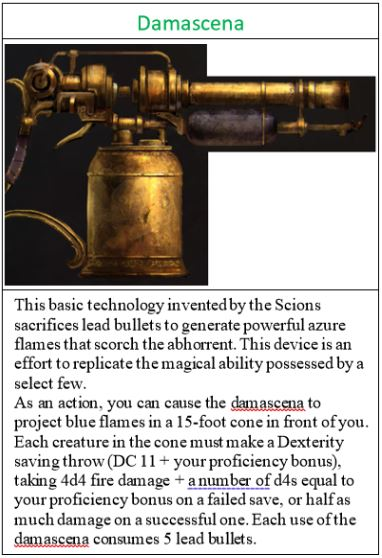 Damascena
This basic technology invented by the Scions
sacrifices lead bullets to generate powerful azure
flames that scorch the abhorrent. This device is an
effort to replicate the magical ability possessed by a
select few.
As an action, you can cause the damascena to
project blue flames in a 15-foot cone in front of you.
Each creature in the cone must make a Dexterity
saving throw (DC 11 + your proficiency bonus),
taking 4d4 fire damage + a number of d4s equal to
your proficiency bonus on a failed save, or half as
much damage on a successful one. Each use of the
damascena consumes 5 lead bullets.